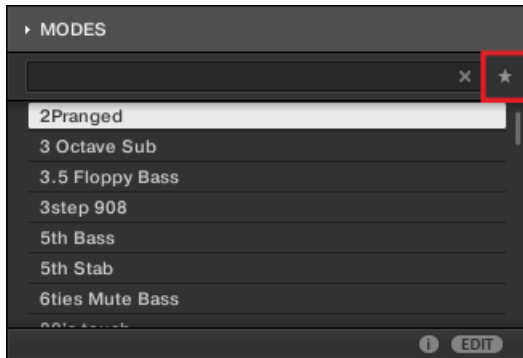 MODES
2Pranged
3 Octave Sub
3.5 Floppy Bass
3step 908
5th Bass
5th Stab
6ties Mute Bass
EDIT